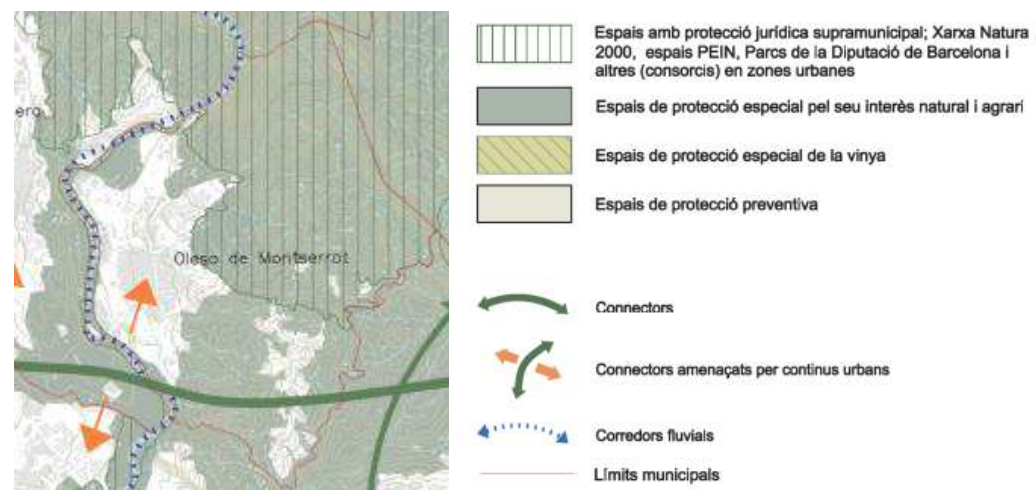 Espais amb protecció jurídica supramunicipal; Xarxa Natura
2000, espais PEIN, Parcs de la Diputació de Barcelona i
altres (consorcis) en zones urbanes
ero
Espais de protecció especial pel seu interès natural i agrari
Espais de protecció especial de la vinya
Espais de protecció preventiva
Olesa de Montserrat
Connectors
Connectors amenaçats per continus urbans
Corredors fluvials
Límits municipals